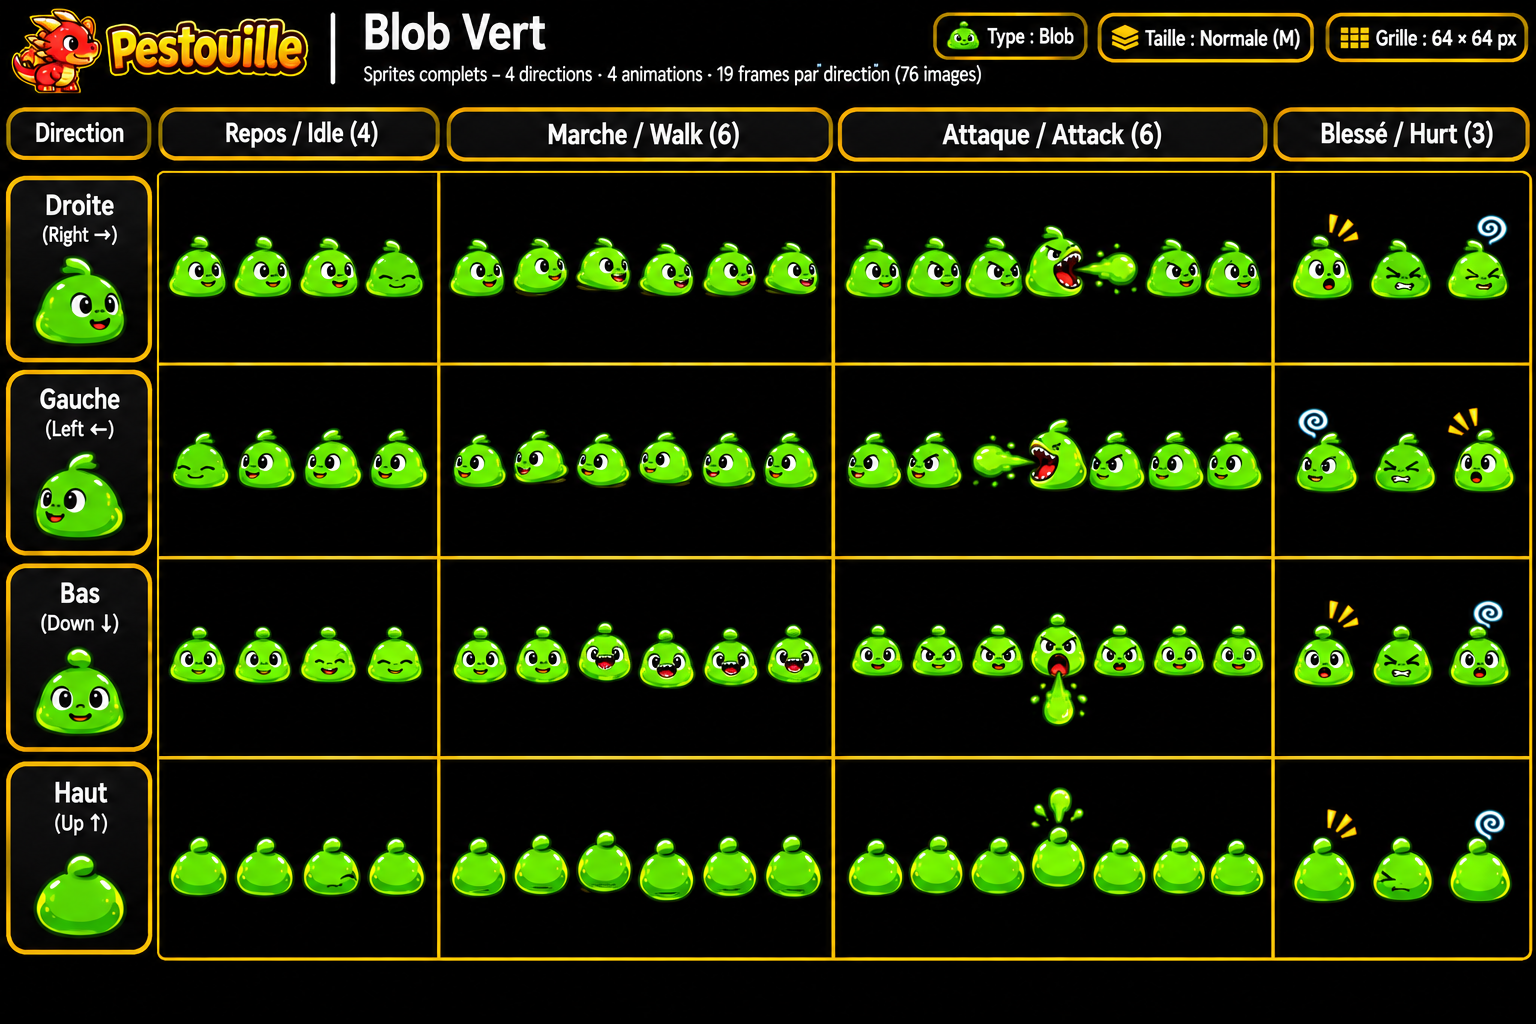 Pestouille
Blob Vert
Sprites complets – 4 directions · 4 animations · 19 frames par direction (76 images)
Type : Blob
Taille : Normale (M)
Grille : 64 × 64 px
Direction
Repos / Idle (4)
Marche / Walk (6)
Attaque / Attack (6)
Blessé / Hurt (3)
Droite
(Right →)
Gauche
(Left ←)
Bas
(Down ↓)
Haut
(Up ↑)